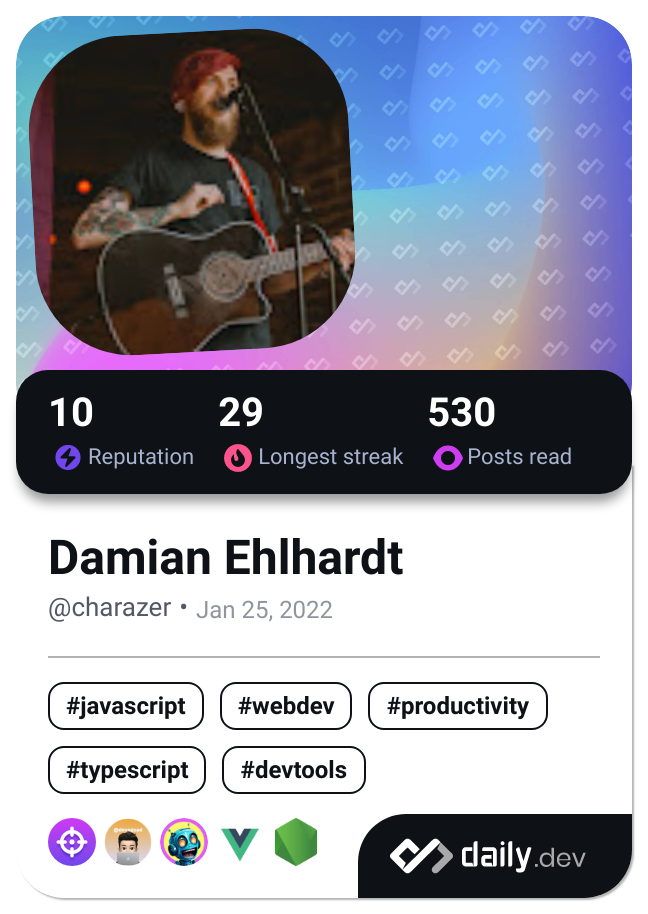 10 29 530
Reputation Longest streak Posts read
Damian Ehlhardt
@charazer • Jan 25, 2022
#javascript #webdev #productivity
#typescript #devtools
daily.dev